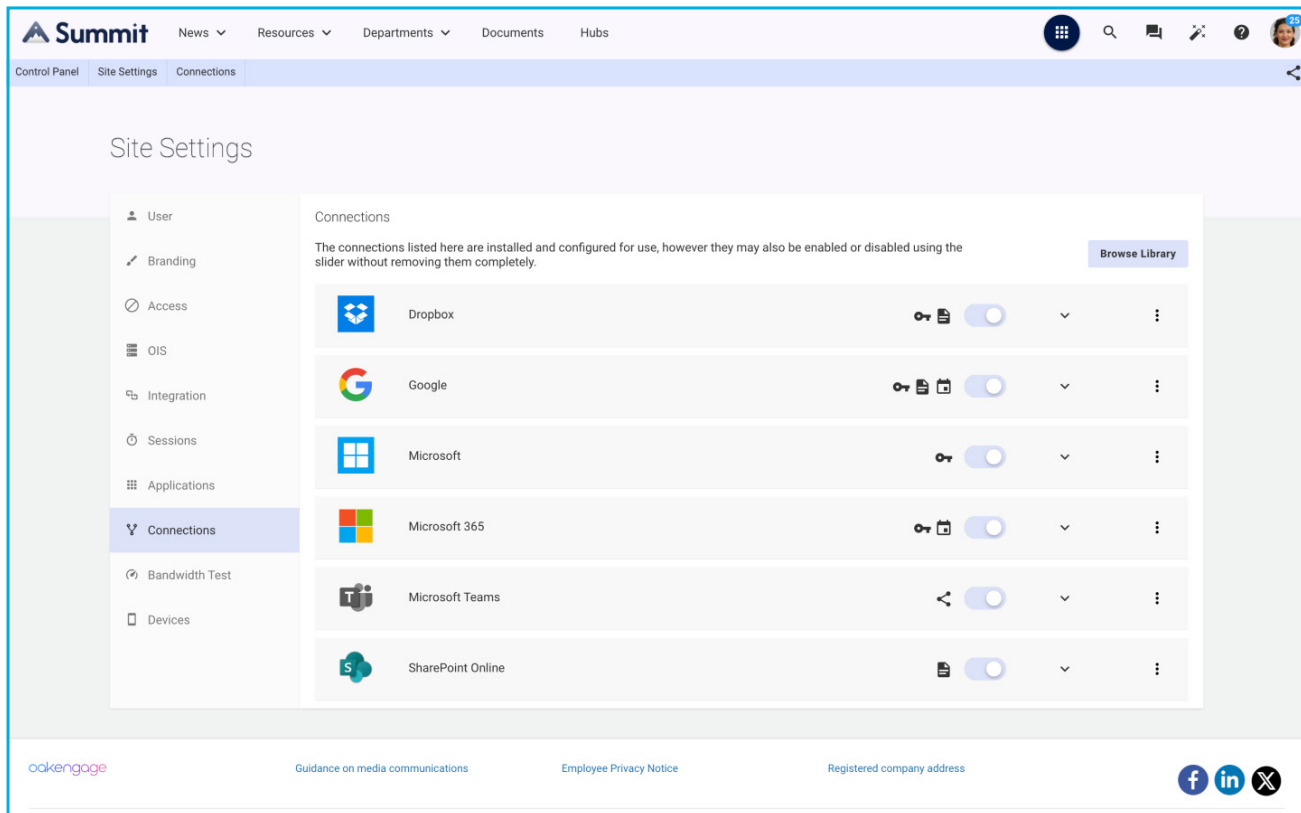 Summit
News
Resources
Departments
Documents
Hubs
25
Control Panel
Site Settings
Connections
Site Settings
User
Branding
Access
OIS
Integration
Sessions
Applications
Connections
Bandwidth Test
Devices
Connections
The connections listed here are installed and configured for use, however they may also be enabled or disabled using the
slider without removing them completely.
Browse Library
Dropbox
Google
Microsoft
Microsoft 365
Microsoft Teams
SharePoint Online
oakengage
Guidance on media communications
Employee Privacy Notice
Registered company address